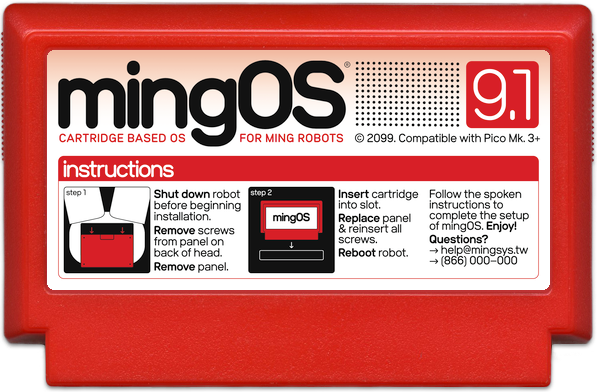 mingOS®
9.1
CARTRIDGE BASED OS FOR MING ROBOTS
© 2099. Compatible with Pico Mk. 3+
instructions
step 1
Shut down robot
before beginning
installation.
Remove screws
from panel on
back of head.
Remove panel.
step 2
mingOS
Insert cartridge
into slot.
Replace panel
& reinsert all
screws.
Reboot robot.
Follow the spoken
instructions to
complete the setup
of mingOS. Enjoy!
Questions?
→ help@mingsys.tw
→ (866) 000–000